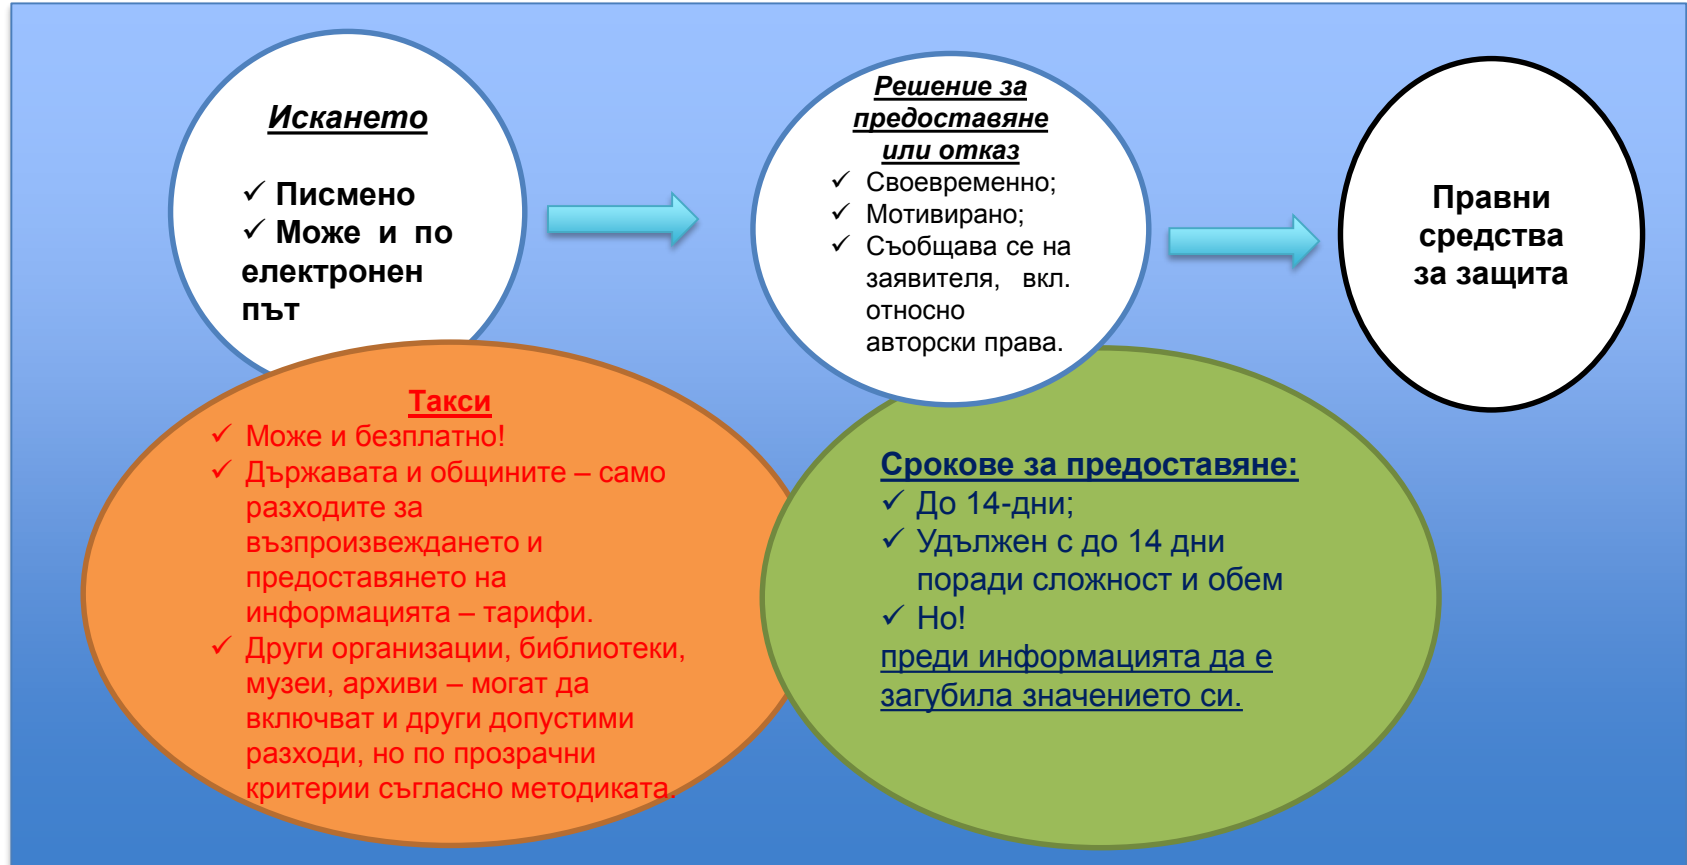 Искането
✓ Писмено
✓ Може и по
електронен
път
Решение за
предоставяне
или отказ
✓ Своевременно;
✓ Мотивирано;
✓ Съобщава се на
заявителя, вкл.
относно
авторски права.
Правни
средства
за защита
Такси
✓ Може и безплатно!
✓ Държавата и общините – само
разходите за
възпроизвеждането и
предоставянето на
информацията – тарифи.
✓ Други организации, библиотеки,
музеи, архиви – могат да
включват и други допустими
разходи, но по прозрачни
критерии съгласно методиката.
Срокове за предоставяне:
✓ До 14-дни;
✓ Удължен с до 14 дни
поради сложност и обем
✓ Но!
преди информацията да е
загубила значението си.